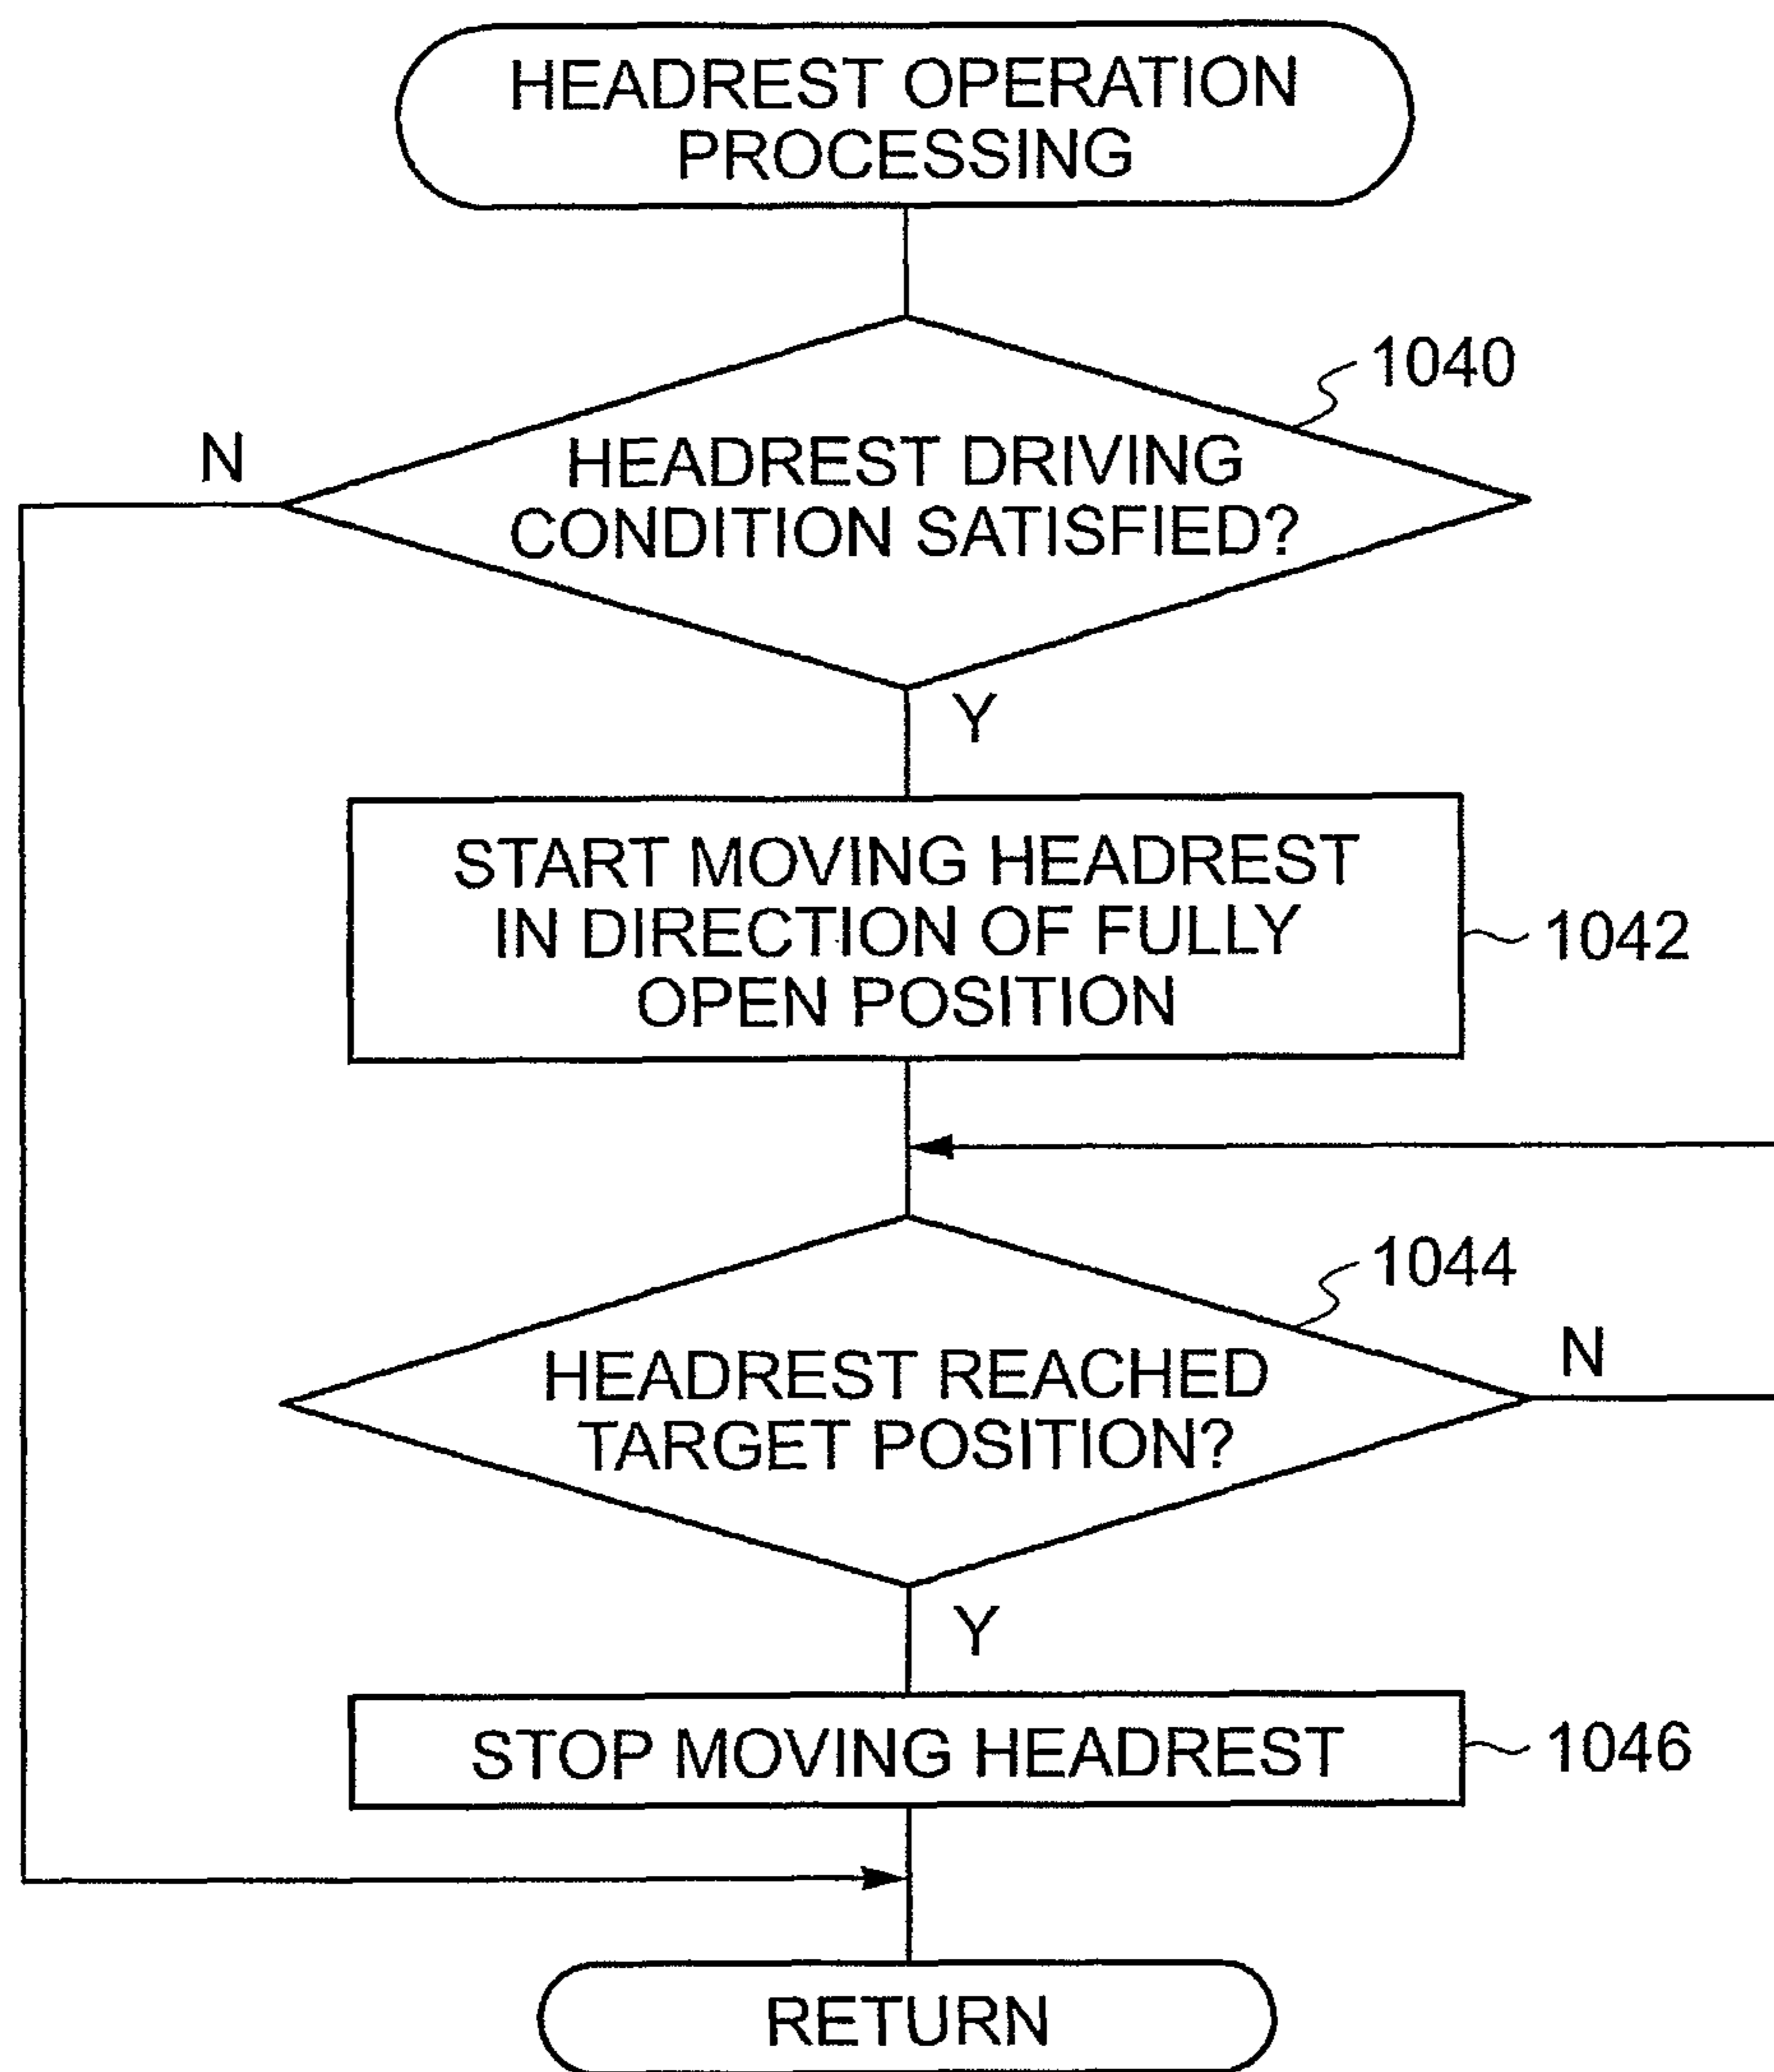 HEADREST OPERATION
PROCESSING
1040
N
HEADREST DRIVING
CONDITION SATISFIED?
Y
START MOVING HEADREST
IN DIRECTION OF FULLY
OPEN POSITION
1042
1044
N
HEADREST REACHED
TARGET POSITION?
Y
STOP MOVING HEADREST
1046
RETURN